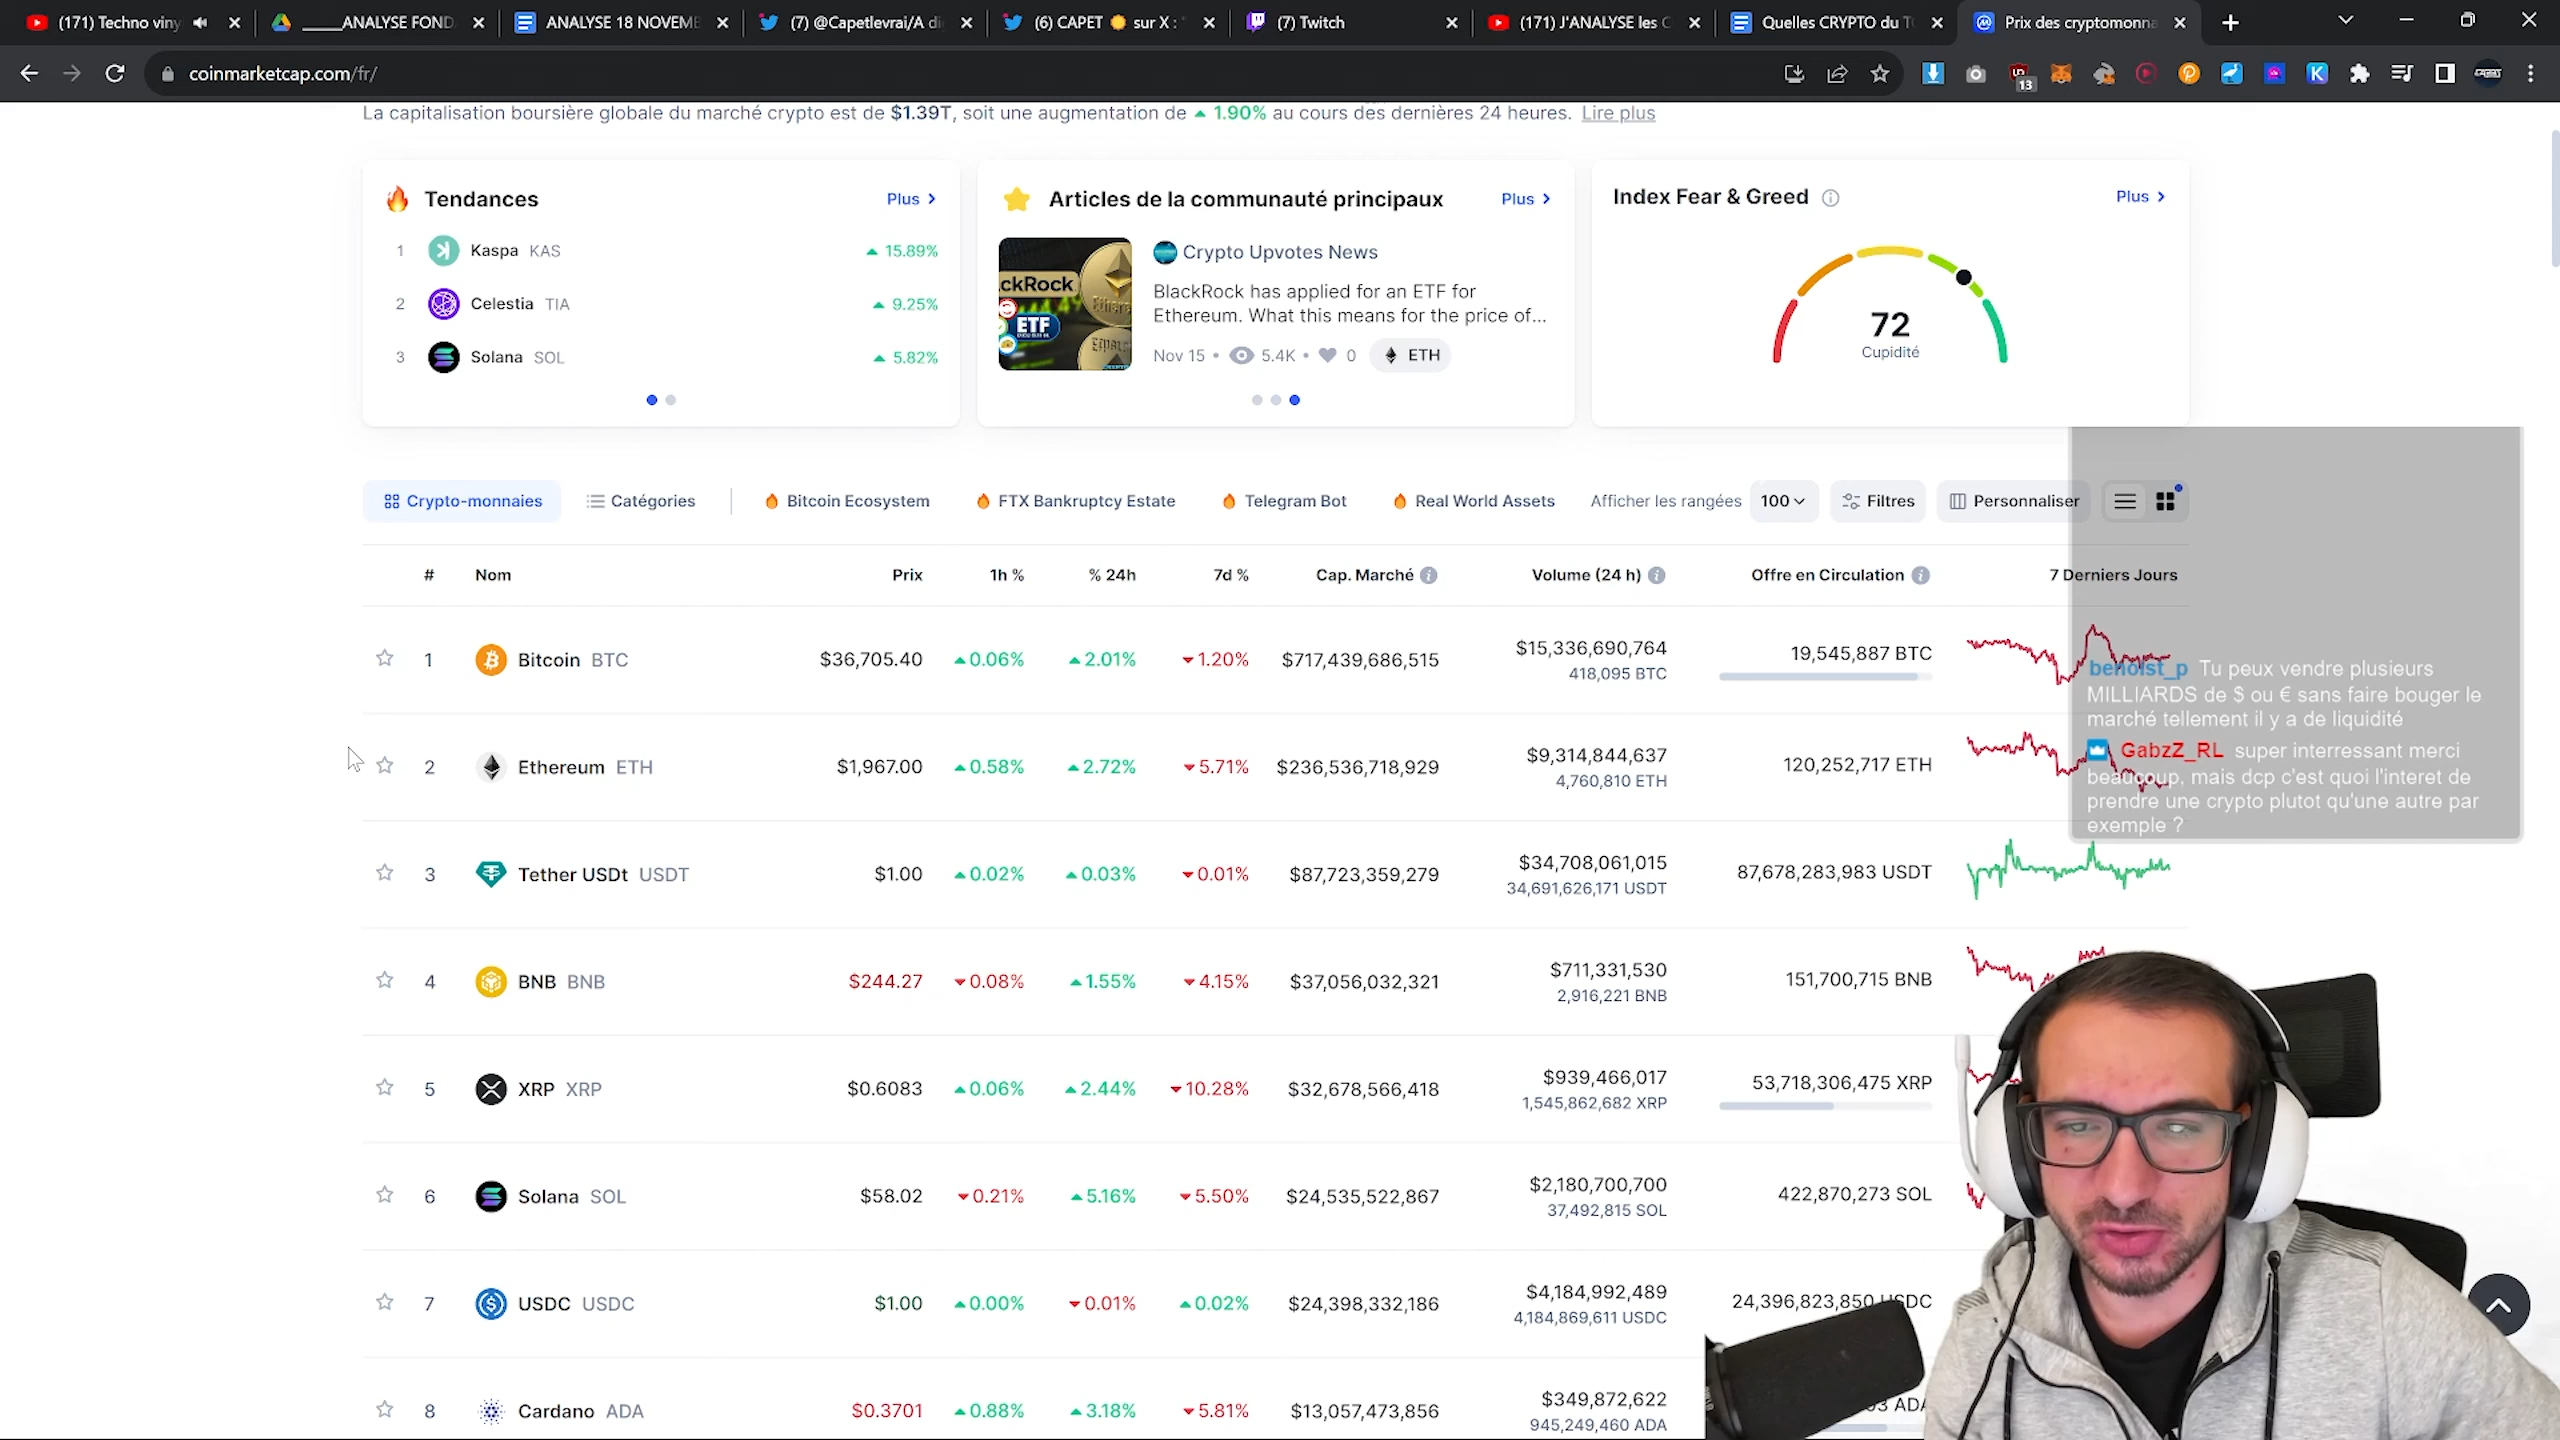 (171) Techno viny
_____ANALYSE FOND
ANALYSE 18 NOVEME
(7) @Capetlevrai/A di
(6) CAPET sur X : "
(7) Twitch
(171) J'ANALYSE les C
Quelles CRYPTO du T
Prix des cryptomonna
coinmarketcap.com/fr/
13
La capitalisation boursière globale du marché crypto est de $1.39T, soit une augmentation de 1.90% au cours des dernières 24 heures. Lire plus
Tendances
Plus
1 Kaspa KAS 15.89%
2 Celestia TIA 9.25%
3 Solana SOL 5.82%
Articles de la communauté principaux
Plus
ckRock
ETF
Crypto Upvotes News
BlackRock has applied for an ETF for
Ethereum. What this means for the price of...
Nov 15 • 5.4K • 0 ETH
Index Fear & Greed
Plus
72
Cupidité
Crypto-monnaies Catégories Bitcoin Ecosystem FTX Bankruptcy Estate Telegram Bot Real World Assets Afficher les rangées 100 Filtres Personnaliser
# Nom Prix 1h % % 24h 7d % Cap. Marché Volume (24 h) Offre en Circulation 7 Derniers Jours
1 Bitcoin BTC $36,705.40 0.06% 2.01% 1.20% $717,439,686,515 $15,336,690,764 19,545,887 BTC
418,095 BTC
2 Ethereum ETH $1,967.00 0.58% 2.72% 5.71% $236,536,718,929 $9,314,844,637 120,252,717 ETH
4,760,810 ETH
3 Tether USDt USDT $1.00 0.02% 0.03% 0.01% $87,723,359,279 $34,708,061,015 87,678,283,983 USDT
34,691,626,171 USDT
4 BNB BNB $244.27 0.08% 1.55% 4.15% $37,056,032,321 $711,331,530 151,700,715 BNB
2,916,221 BNB
5 XRP XRP $0.6083 0.06% 2.44% 10.28% $32,678,566,418 $939,466,017 53,718,306,475 XRP
1,545,862,682 XRP
6 Solana SOL $58.02 0.21% 5.16% 5.50% $24,535,522,867 $2,180,700,700 422,870,273 SOL
37,492,815 SOL
7 USDC USDC $1.00 0.00% 0.01% 0.02% $24,398,332,186 $4,184,992,489 24,396,823,850 USDC
4,184,869,611 USDC
8 Cardano ADA $0.3701 0.88% 3.18% 5.81% $13,057,473,856 $349,872,622
945,249,460 ADA
benoist_p Tu peux vendre plusieurs
MILLIARDS de $ ou € sans faire bouger le
marché tellement il y a de liquidité
GabzZ_RL super interressant merci
beaucoup, mais dcp c'est quoi l'interet de
prendre une crypto plutot qu'une autre par
exemple ?